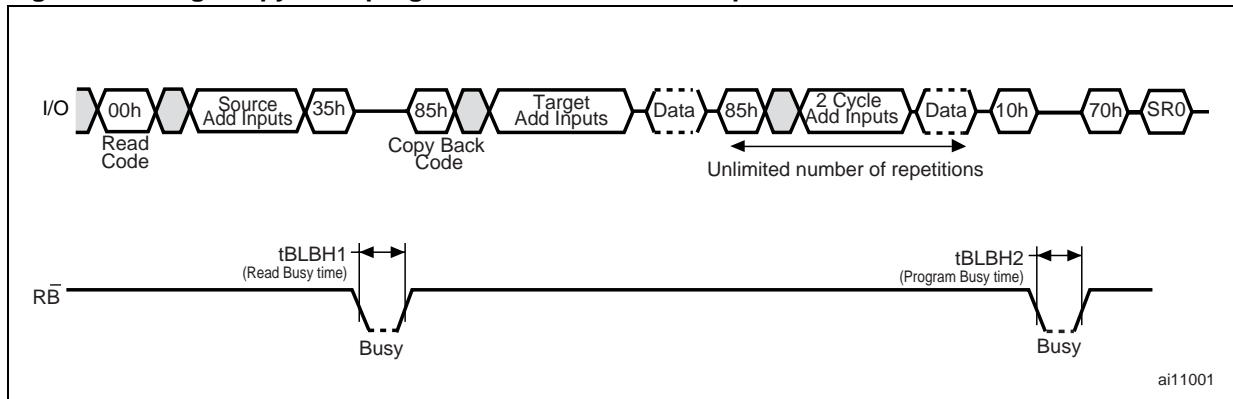 I/O 00h Source Add Inputs 35h 85h Target Add Inputs Data 85h 2 Cycle Add Inputs Data 10h 70h SR0
Read Code
Copy Back Code
Unlimited number of repetitions
tBLBH1
(Read Busy time)
tBLBH2
(Program Busy time)
RB̅
Busy
Busy
ai11001